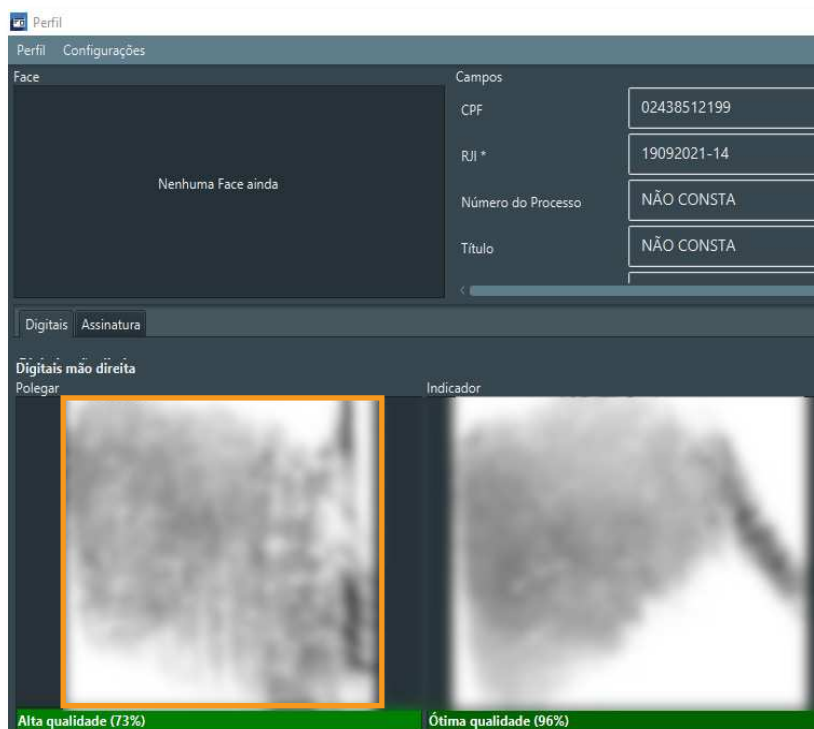 Perfil
Perfil Configurações
Face
Nenhuma Face ainda
Campos
CPF 02438512199
RJI * 19092021-14
Número do Processo NÃO CONSTA
Título NÃO CONSTA
Digitais Assinatura
Digitais mão direita
Polegar Indicador
Alta qualidade (73%) Ótima qualidade (96%)